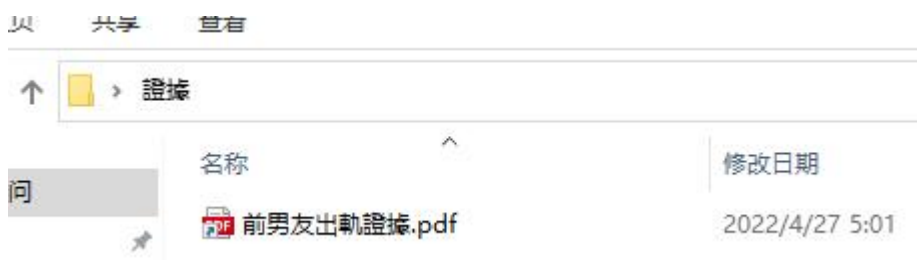 页 共享 查看
證據
名称 修改日期
问
前男友出軌證據.pdf 2022/4/27 5:01